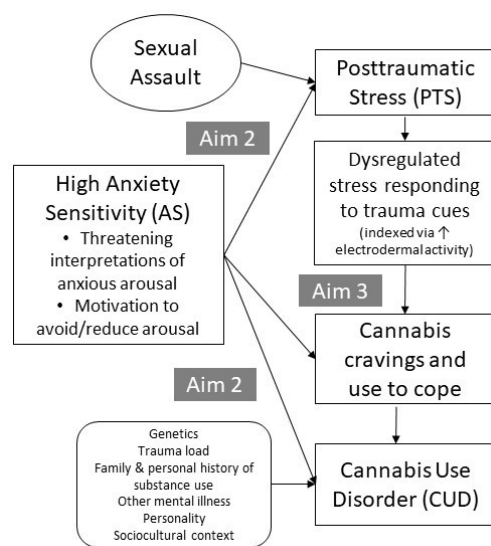 Sexual
Assault
Posttraumatic
Stress (PTS)
Aim 2
Dysregulated
stress responding
to trauma cues
(indexed via ↑
electrodermal activity)
High Anxiety
Sensitivity (AS)
• Threatening
interpretations of
anxious arousal
• Motivation to
avoid/reduce arousal
Aim 3
Cannabis
cravings and
use to cope
Aim 2
Genetics
Trauma load
Family & personal history of
substance use
Other mental illness
Personality
Sociocultural context
Cannabis Use
Disorder (CUD)